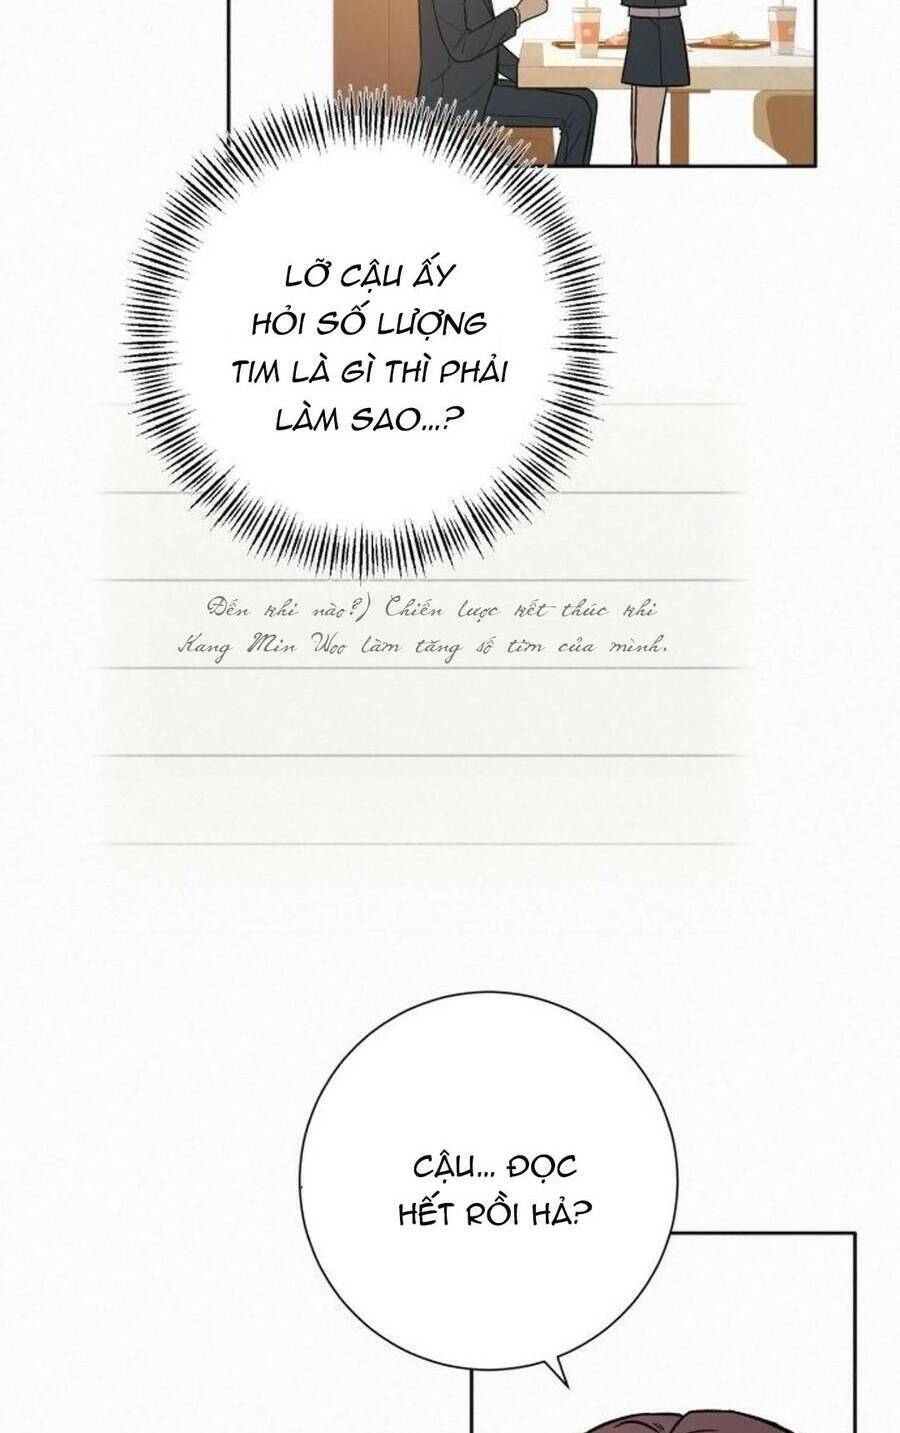 LỠ CẬU ẤY
HỎI SỐ LƯỢNG
TIM LÀ GÌ THÌ PHẢI
LÀM SAO...?
Đến khi nào?) Chiến lược kết thúc khi
Kang Min Woo làm tăng số tim của mình.
CẬU... ĐỌC
HẾT RỒI HẢ?